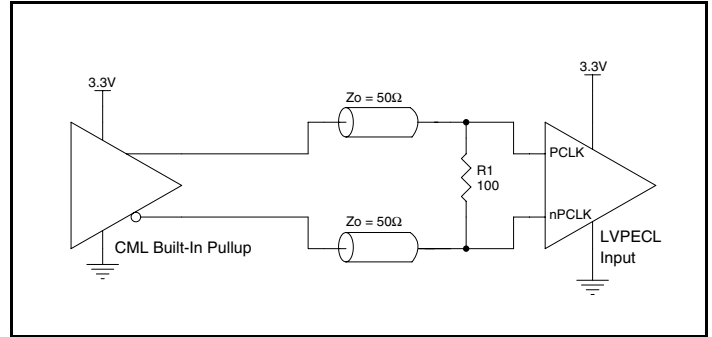 3.3V
3.3V
Zo = 50Ω
PCLK
R1
100
nPCLK
Zo = 50Ω
CML Built-In Pullup
LVPECL
Input